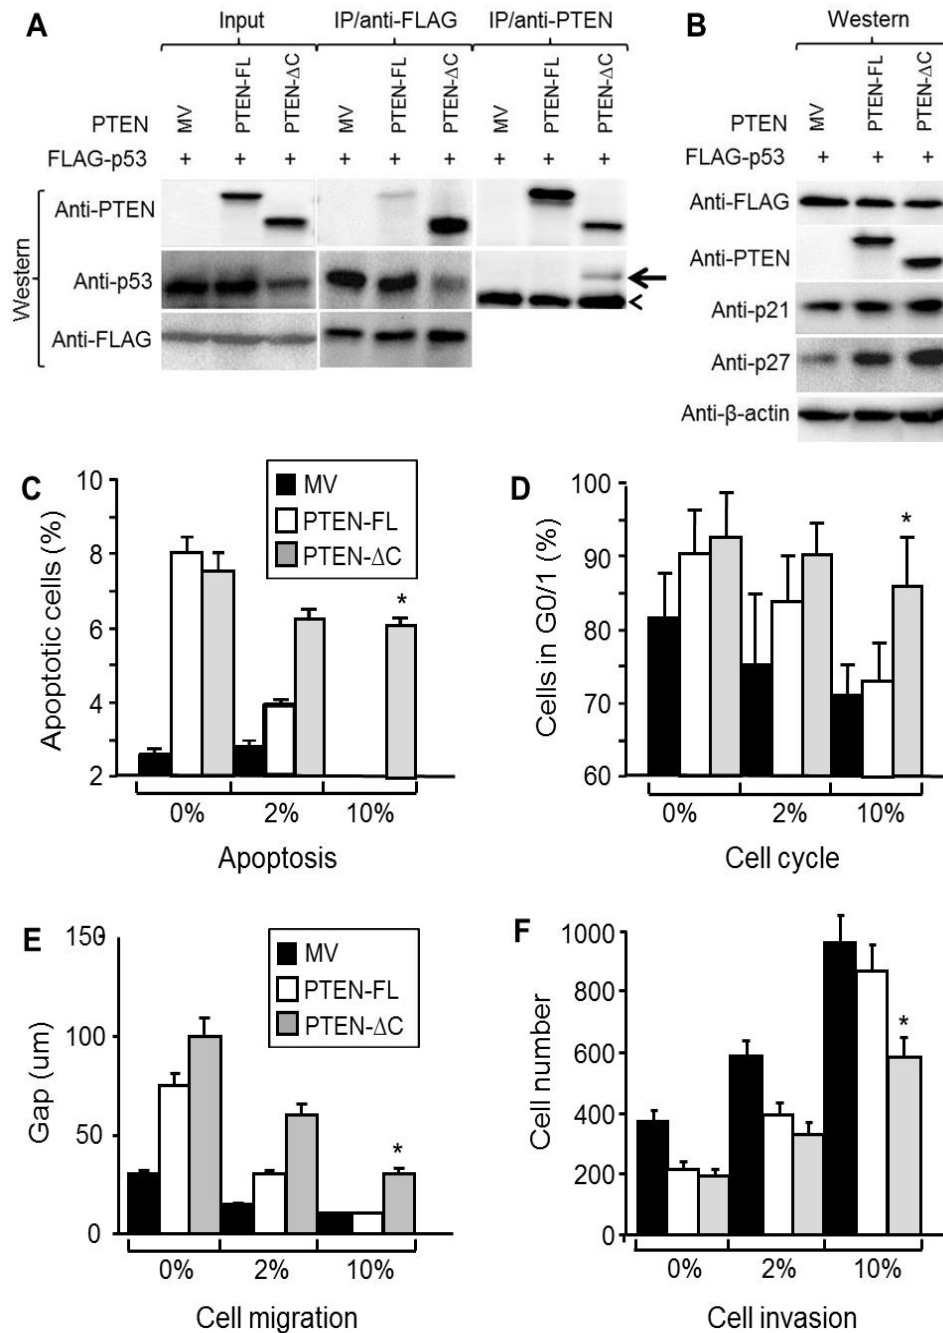 A
Input IP/anti-FLAG IP/anti-PTEN
PTEN MV PTEN-FL PTEN-ΔC MV PTEN-FL PTEN-ΔC MV PTEN-FL PTEN-ΔC
FLAG-p53 + + + + + + + + +
Western
Anti-PTEN
Anti-p53
Anti-FLAG
B
Western
PTEN MV PTEN-FL PTEN-ΔC
FLAG-p53 + + +
Anti-FLAG
Anti-PTEN
Anti-p21
Anti-p27
Anti-β-actin
C
Apoptotic cells (%)
10
8
6
4
2
MV
PTEN-FL
PTEN-ΔC
*
0% 2% 10%
Apoptosis
D
Cells in G0/1 (%)
100
90
80
70
60
*
0% 2% 10%
Cell cycle
E
Gap (um)
150
100
50
0
MV
PTEN-FL
PTEN-ΔC
*
0% 2% 10%
Cell migration
F
Cell number
1000
800
600
400
200
0
*
0% 2% 10%
Cell invasion